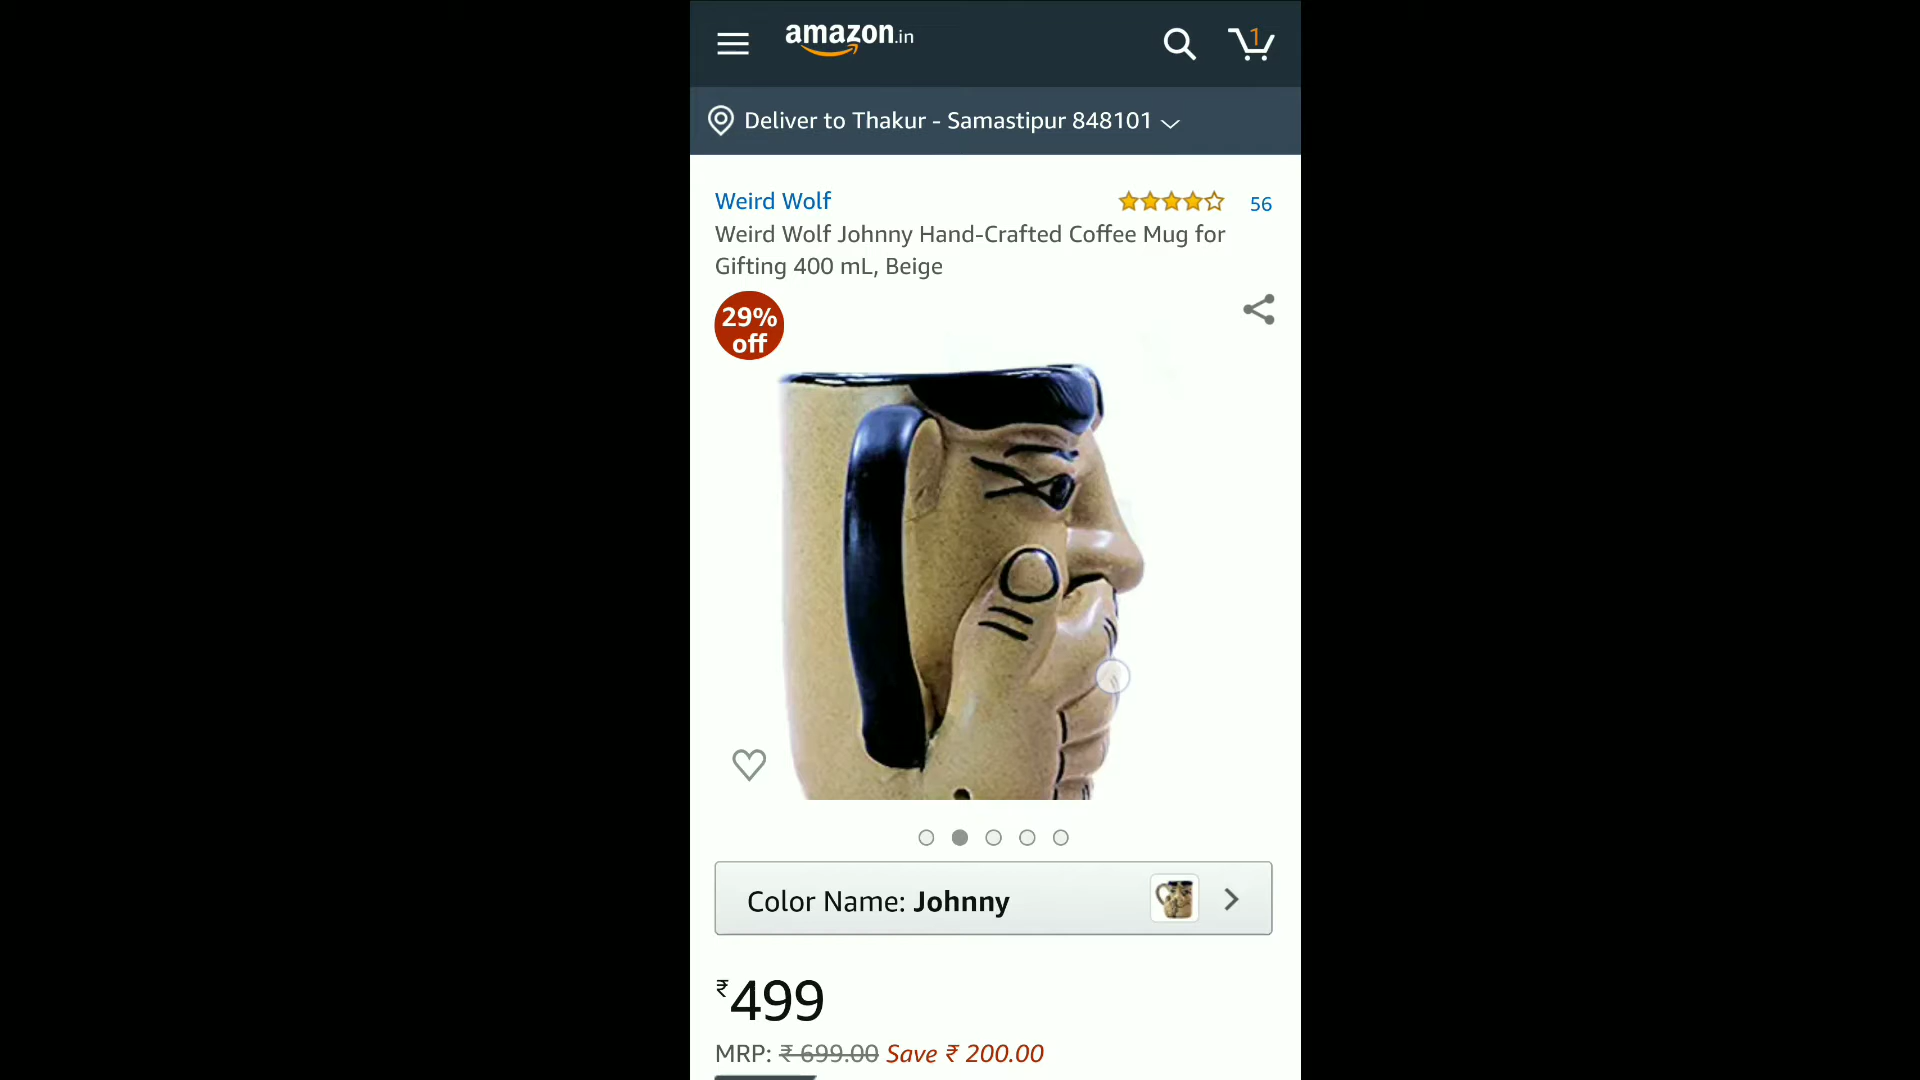 amazon.in
1
Deliver to Thakur - Samastipur 848101
Weird Wolf
56
Weird Wolf Johnny Hand-Crafted Coffee Mug for
Gifting 400 mL, Beige
29%
off
Color Name: Johnny
₹499
MRP: ₹ 699.00 Save ₹ 200.00